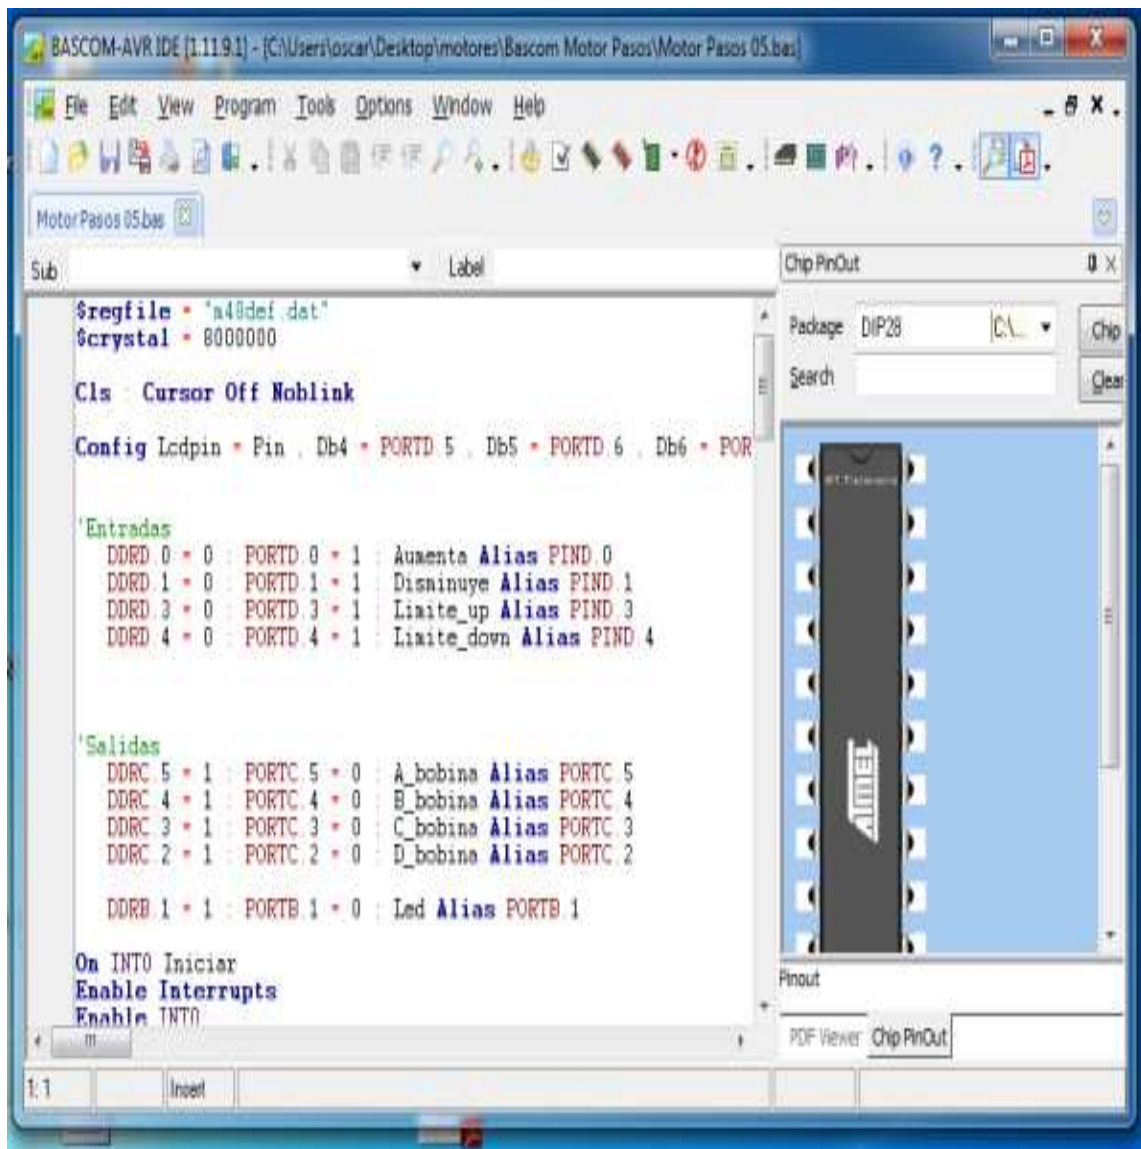 BASCOM-AVR IDE [1.11.9.1] - [C:\Users\oscar\Desktop\motores\Bascom Motor Pasos\Motor Pasos 05.bas]
File Edit View Program Tools Options Window Help
Motor Pasos 05.bas
Sub Label
Chip PinOut
Package DIP28 C:\...
Chip
Search
Clear
$regfile = "m48def.dat"
$crystal = 8000000
Cls : Cursor Off Noblink
Config Lcdpin = Pin , Db4 = PORTD.5 , Db5 = PORTD.6 , Db6 = POR
'Entradas
DDRD.0 = 0 : PORTD.0 = 1 : Aumenta Alias PIND.0
DDRD.1 = 0 : PORTD.1 = 1 : Disminuye Alias PIND.1
DDRD.3 = 0 : PORTD.3 = 1 : Limite_up Alias PIND.3
DDRD.4 = 0 : PORTD.4 = 1 : Limite_down Alias PIND.4
'Salidas
DDRC.5 = 1 : PORTC.5 = 0 : A_bobina Alias PORTC.5
DDRC.4 = 1 : PORTC.4 = 0 : B_bobina Alias PORTC.4
DDRC.3 = 1 : PORTC.3 = 0 : C_bobina Alias PORTC.3
DDRC.2 = 1 : PORTC.2 = 0 : D_bobina Alias PORTC.2
DDRB.1 = 1 : PORTB.1 = 0 : Led Alias PORTB.1
On INT0 Iniciar
Enable Interrupts
Enable INT0
ATMEL
Pinout
PDF Viewer Chip PinOut
1: 1 Insert